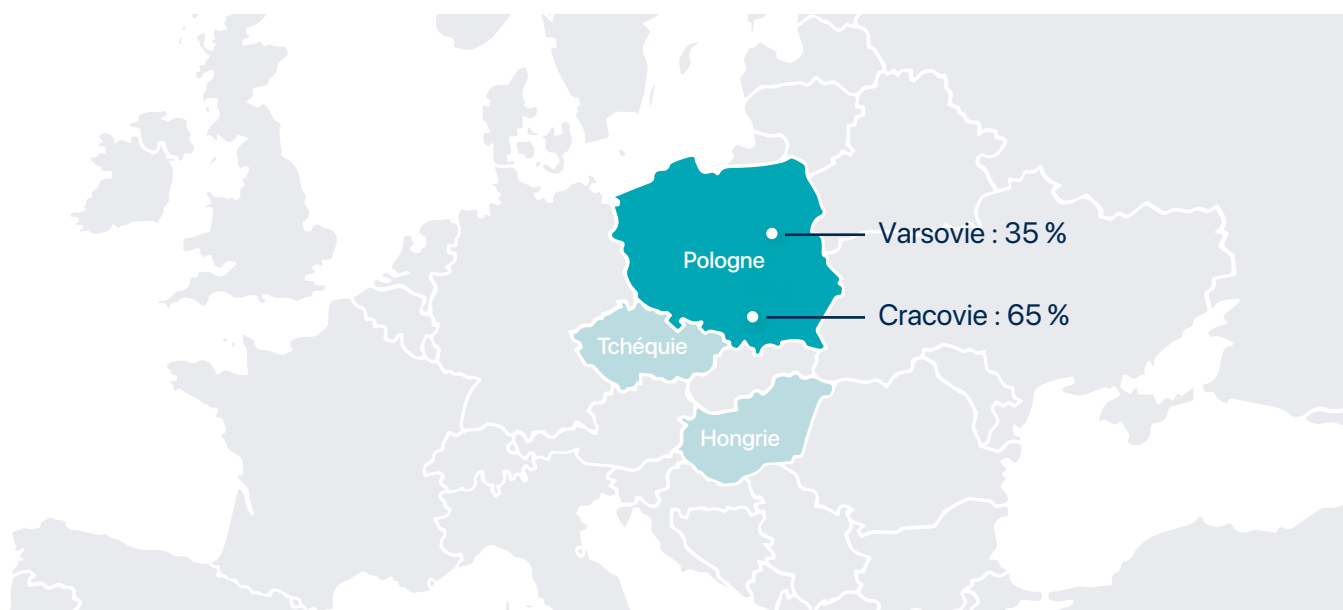 Varsovie : 35 %
Pologne
Cracovie : 65 %
Tchéquie
Hongrie